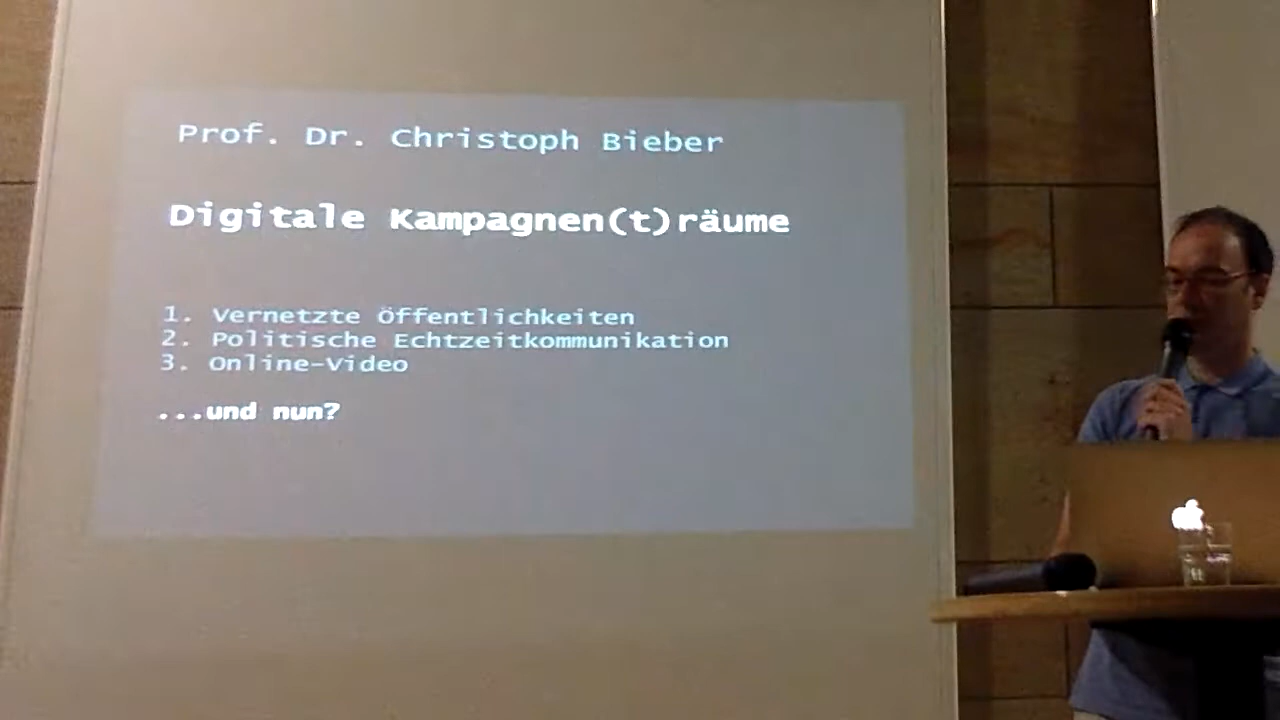 Prof. Dr. Christoph Bieber
Digitale Kampagnen(t)räume
1. Vernetzte Öffentlichkeiten
2. Politische Echtzeitkommunikation
3. Online-Video
...und nun?